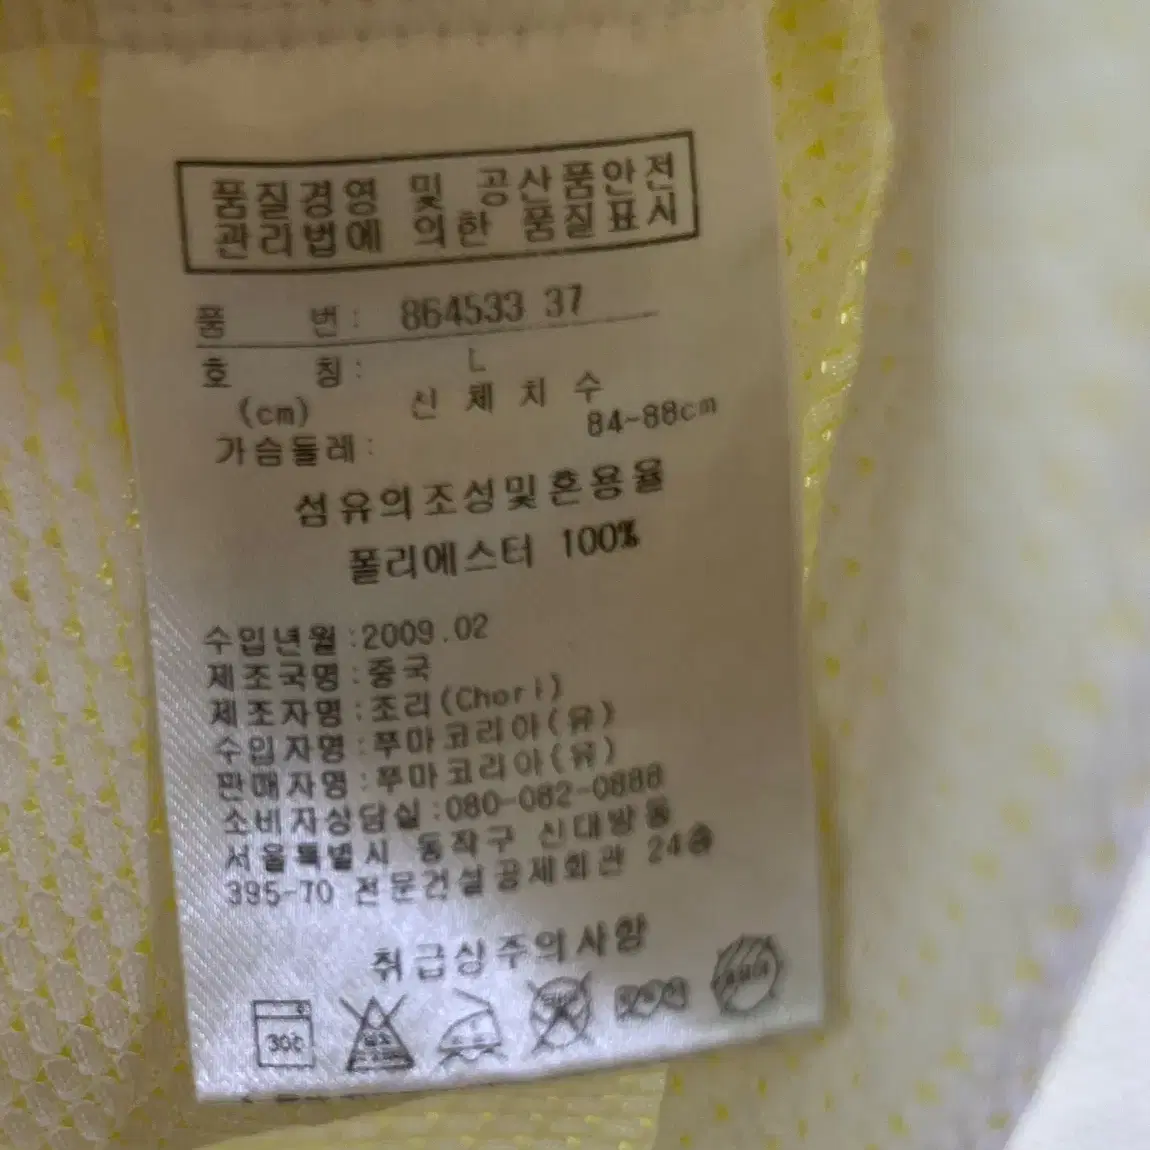 품질경영 및 공산품안전
관리법에 의한 품질표시
품 번: 864533 37
호 칭: L
(cm) 신 체 치 수
가슴둘레: 84-88cm
섬유의조성및혼용율
폴리에스터 100%
수입년월:2009.02
제조국명:중국
제조자명:조리(Chori)
수입자명:푸마코리아(유)
판매자명:푸마코리아(유)
소비자상담실:080-082-0888
서울특별시 동작구 신대방동
395-70 전문건설공제회관 24층
취급상주의사항
30℃